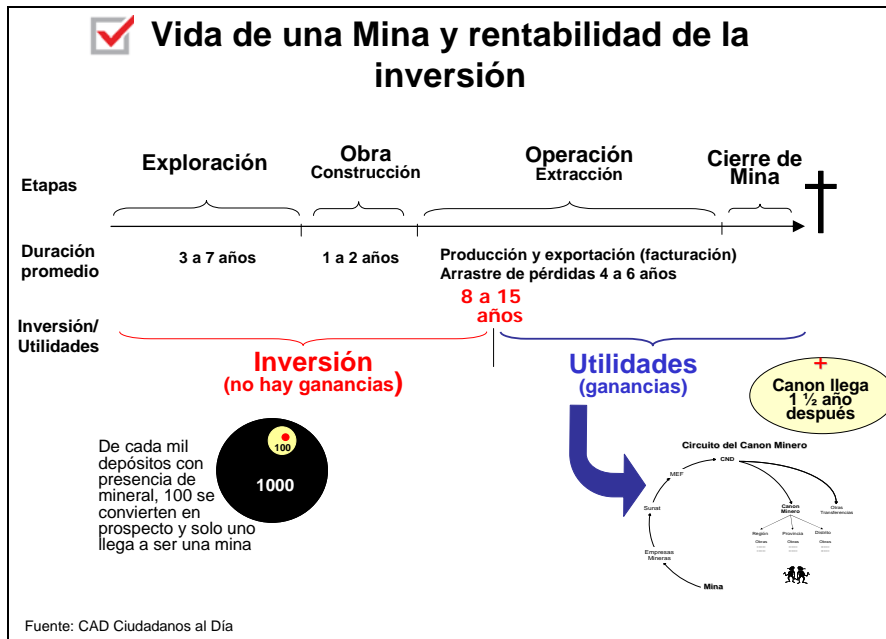 Vida de una Mina y rentabilidad de la
inversión
Etapas
Exploración
Obra
Construcción
Operación
Extracción
Cierre de
Mina
Duración
promedio
3 a 7 años
1 a 2 años
Producción y exportación (facturación)
Arrastre de pérdidas 4 a 6 años
8 a 15
años
Inversión/
Utilidades
Inversión
(no hay ganancias)
Utilidades
(ganancias)
+
Canon llega
1 ½ año
después
De cada mil
depósitos con
presencia de
mineral, 100 se
convierten en
prospecto y solo uno
llega a ser una mina
100
1000
Circuito del Canon Minero
CND
MEF
Sunat
Empresas
Mineras
Mina
Canon
Minero
Otras
Transferencias
Región Provincia Distrito
Obras Obras Obras
Fuente: CAD Ciudadanos al Día